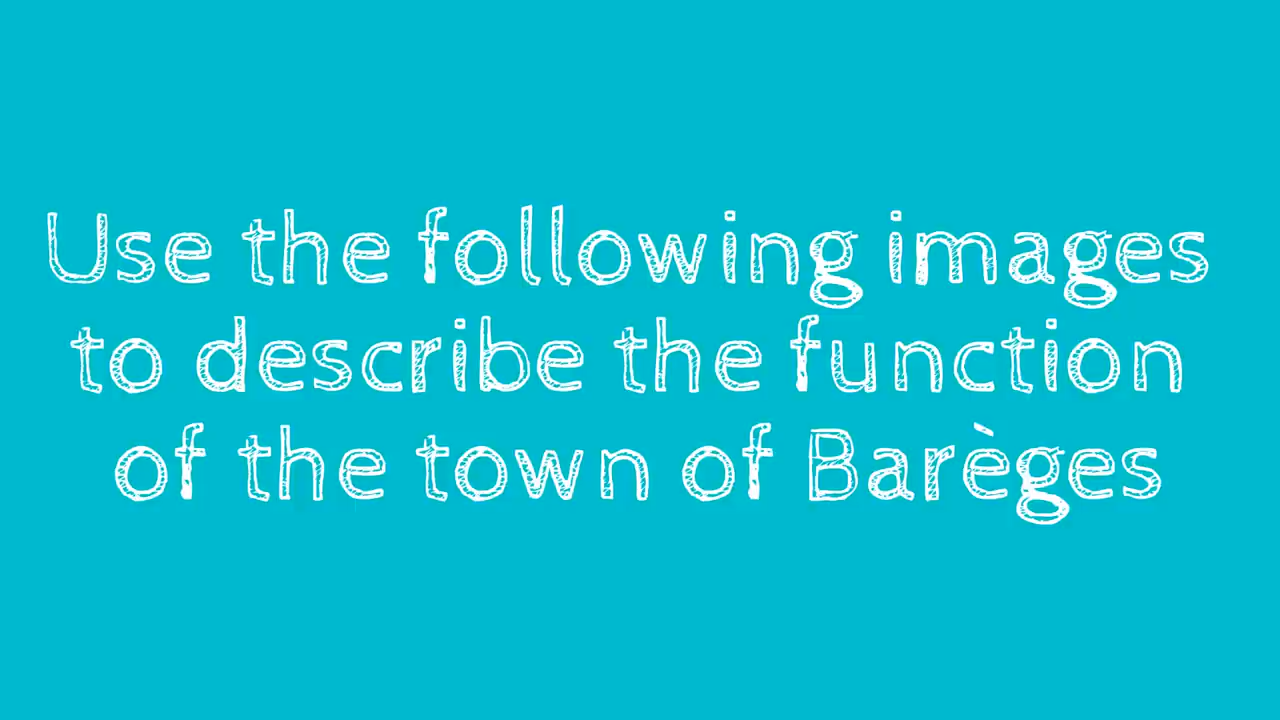 Use the following images
to describe the function
of the town of Barèges